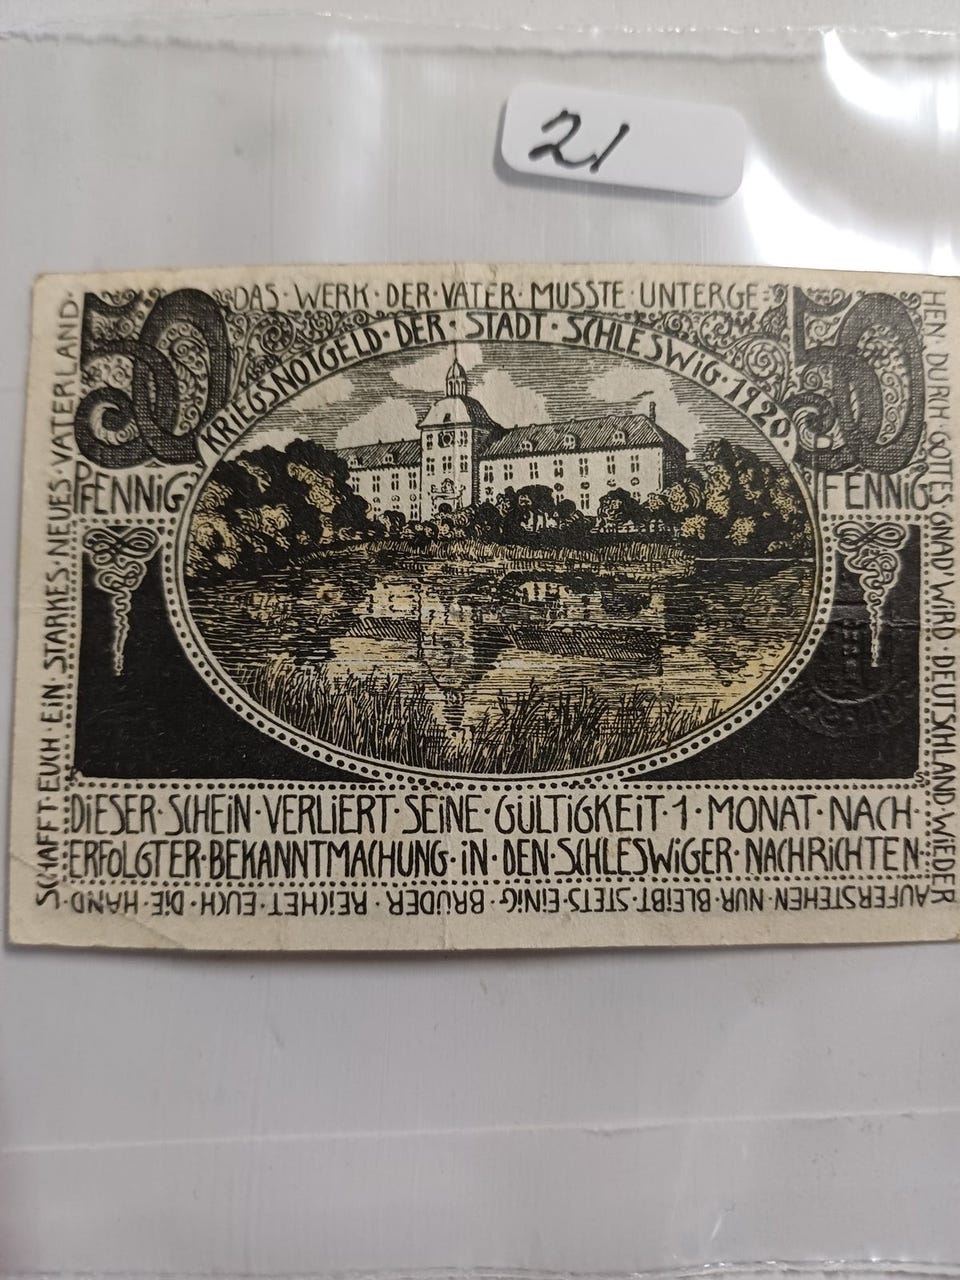 21
DAS · WERK · DER · VATER · MUSSTE · UNTERGE
HEN · DURCH · GOTTES · GNAD' WIRD · DEUTSCHLAND · WIEDER
AUFERSTEHEN · NUR · BLEIBT · STETS · EINIG · BRÜDER · REICHET · EUCH · DIE · HAND ·
SCHAFFT · EUCH · EIN · STARKES · NEUES · VATERLAND ·
50
50
KRIEGSNOTGELD · DER · STADT · SCHLESWIG · 1920 ·
PFENNIG
PFENNIG
DIESER · SCHEIN · VERLIERT · SEINE · GÜLTIGKEIT · 1 · MONAT · NACH ·
ERFOLGTER · BEKANNTMACHUNG · IN · DEN · SCHLESWIGER · NACHRICHTEN ·